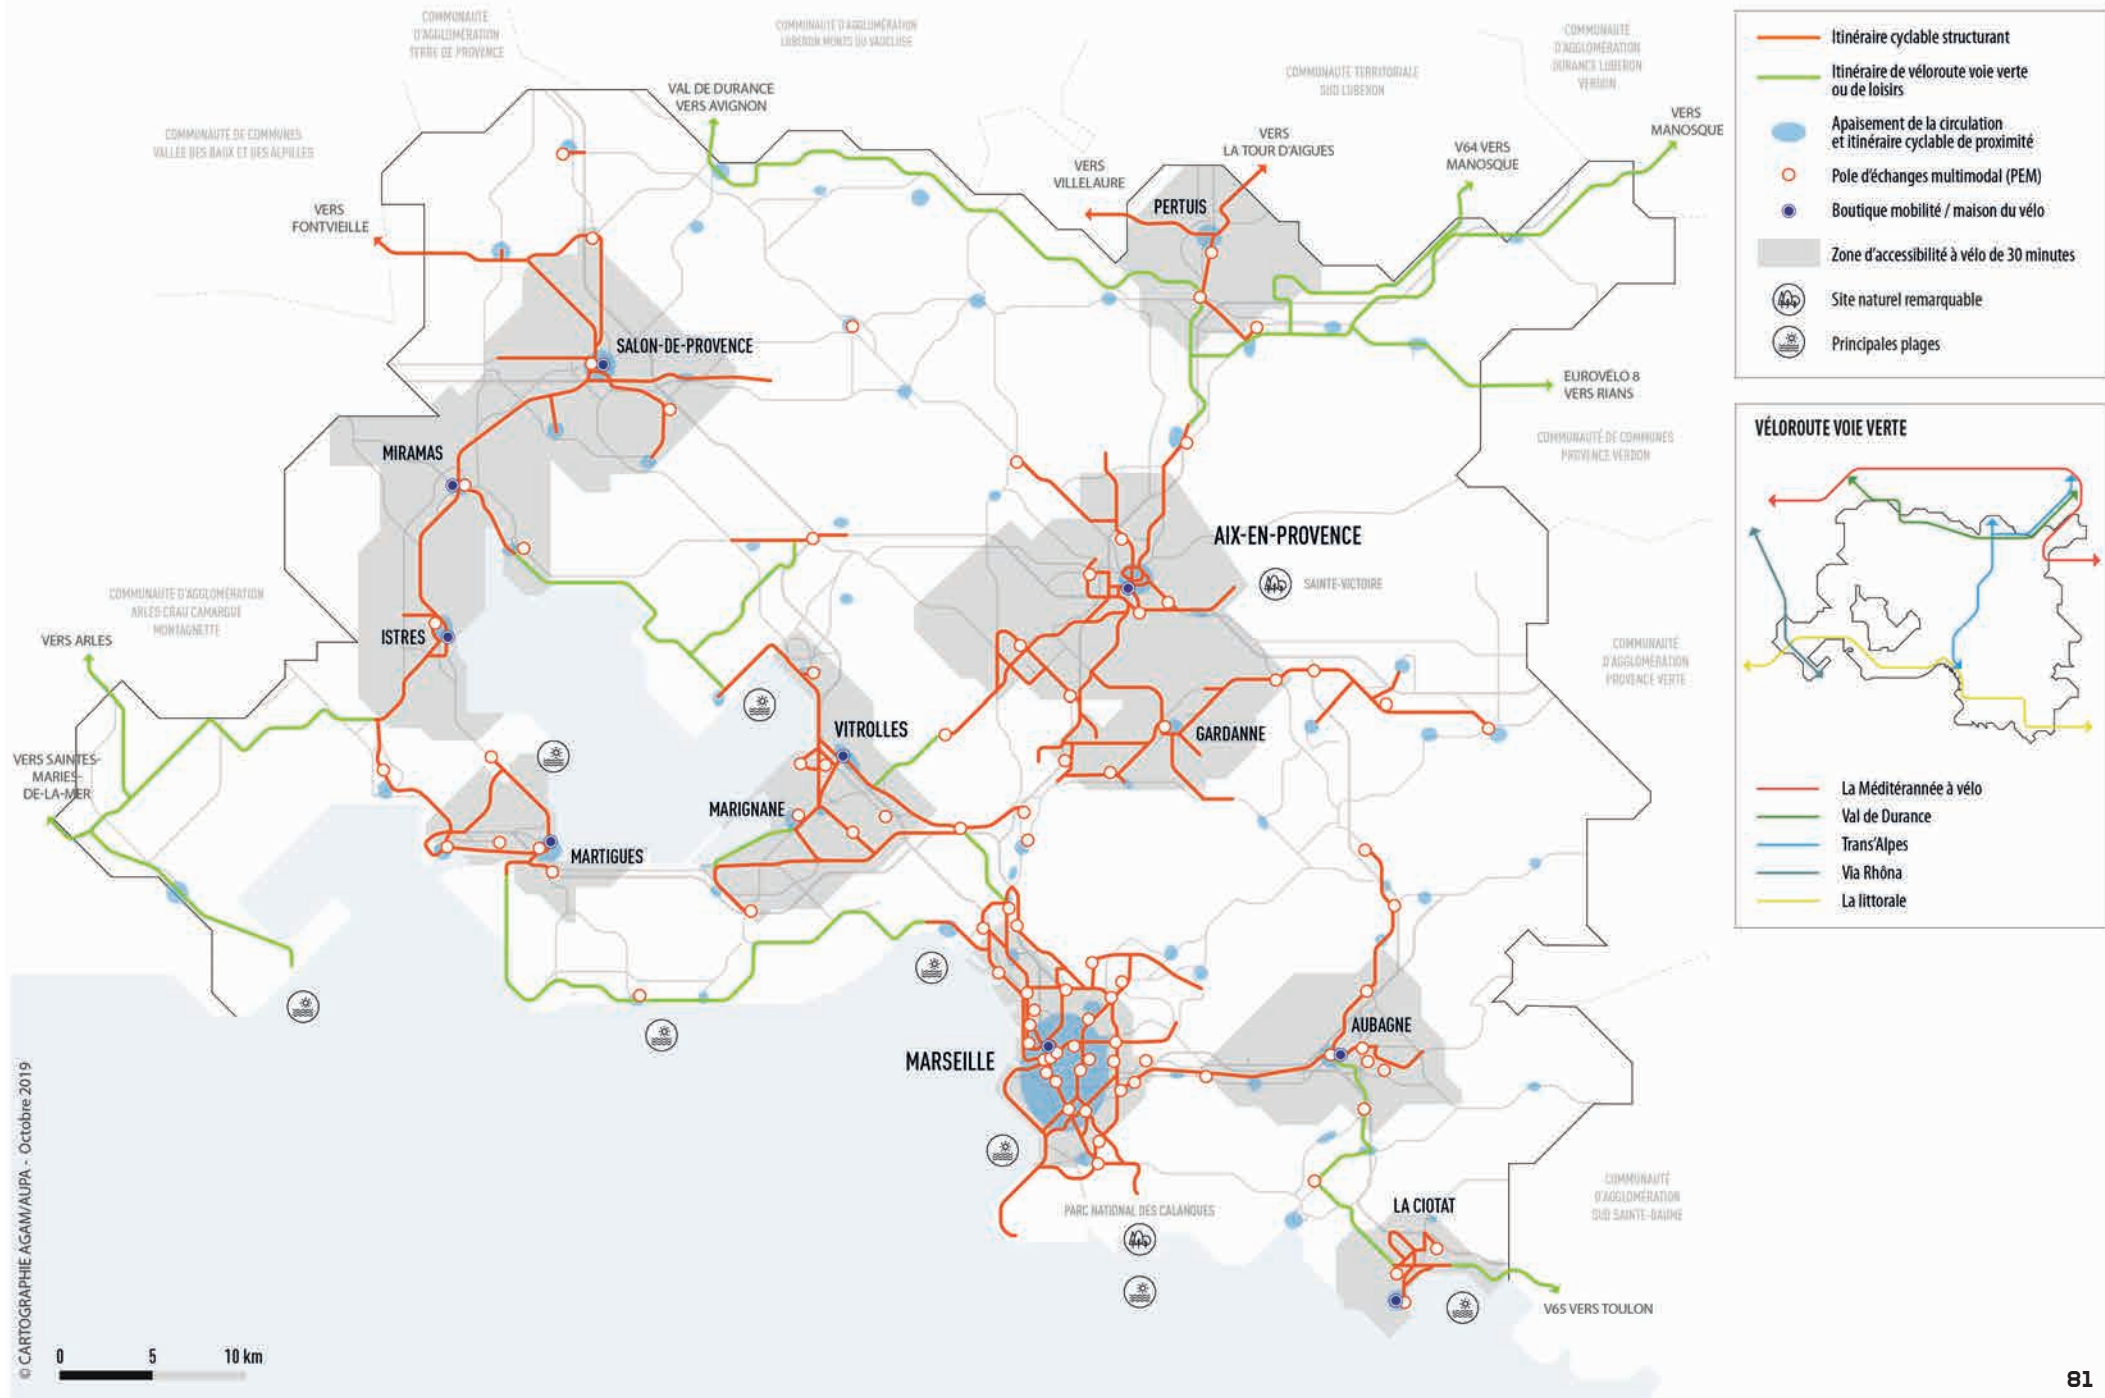 COMMUNAUTÉ
D'AGGLOMÉRATION
TERRE DE PROVENCE
COMMUNAUTÉ D'AGGLOMÉRATION
LUBERON MONTS DU VAUCLUSE
COMMUNAUTÉ
D'AGGLOMÉRATION
DURANCE LUBERON
VERDON
COMMUNAUTÉ TERRITORIALE
SUD LUBERON
COMMUNAUTÉ DE COMMUNES
VALLÉE DES BAUX ET DES ALPILLES
VAL DE DURANCE
VERS AVIGNON
VERS
LA TOUR D'AIGUES
VERS
VILLELAURE
V64 VERS
MANOSQUE
VERS
MANOSQUE
VERS
FONTVIEILLE
PERTUIS
SALON-DE-PROVENCE
EUROVÉLO 8
VERS RIANS
COMMUNAUTÉ DE COMMUNES
PROVENCE VERDON
MIRAMAS
AIX-EN-PROVENCE
SAINTE-VICTOIRE
COMMUNAUTÉ D'AGGLOMÉRATION
ARLES CRAU CAMARGUE
MONTAGNETTE
ISTRES
VERS ARLES
COMMUNAUTÉ
D'AGGLOMÉRATION
PROVENCE VERTE
VITROLLES
GARDANNE
VERS SAINTES-
MARIES-
DE-LA-MER
MARIGNANE
MARTIGUES
AUBAGNE
MARSEILLE
PARC NATIONAL DES CALANQUES
LA CIOTAT
COMMUNAUTÉ
D'AGGLOMÉRATION
SUD SAINTE-BAUME
V65 VERS TOULON
© CARTOGRAPHIE AGAM/AUPA - Octobre 2019
0 5 10 km
Itinéraire cyclable structurant
Itinéraire de véloroute voie verte
ou de loisirs
Apaisement de la circulation
et itinéraire cyclable de proximité
Pole d'échanges multimodal (PEM)
Boutique mobilité / maison du vélo
Zone d'accessibilité à vélo de 30 minutes
Site naturel remarquable
Principales plages
VÉLOROUTE VOIE VERTE
La Méditérannée à vélo
Val de Durance
Trans'Alpes
Via Rhôna
La littorale
81